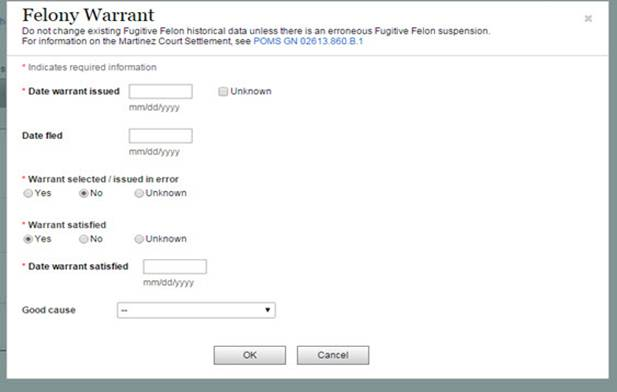 Felony Warrant
Do not change existing Fugitive Felon historical data unless there is an erroneous Fugitive Felon suspension.
For information on the Martinez Court Settlement, see POMS GN 02613.860.B.1
* Indicates required information
* Date warrant issued Unknown
mm/dd/yyyy
Date fled
mm/dd/yyyy
* Warrant selected / issued in error
Yes No Unknown
* Warrant satisfied
Yes No Unknown
* Date warrant satisfied
mm/dd/yyyy
Good cause --
OK Cancel